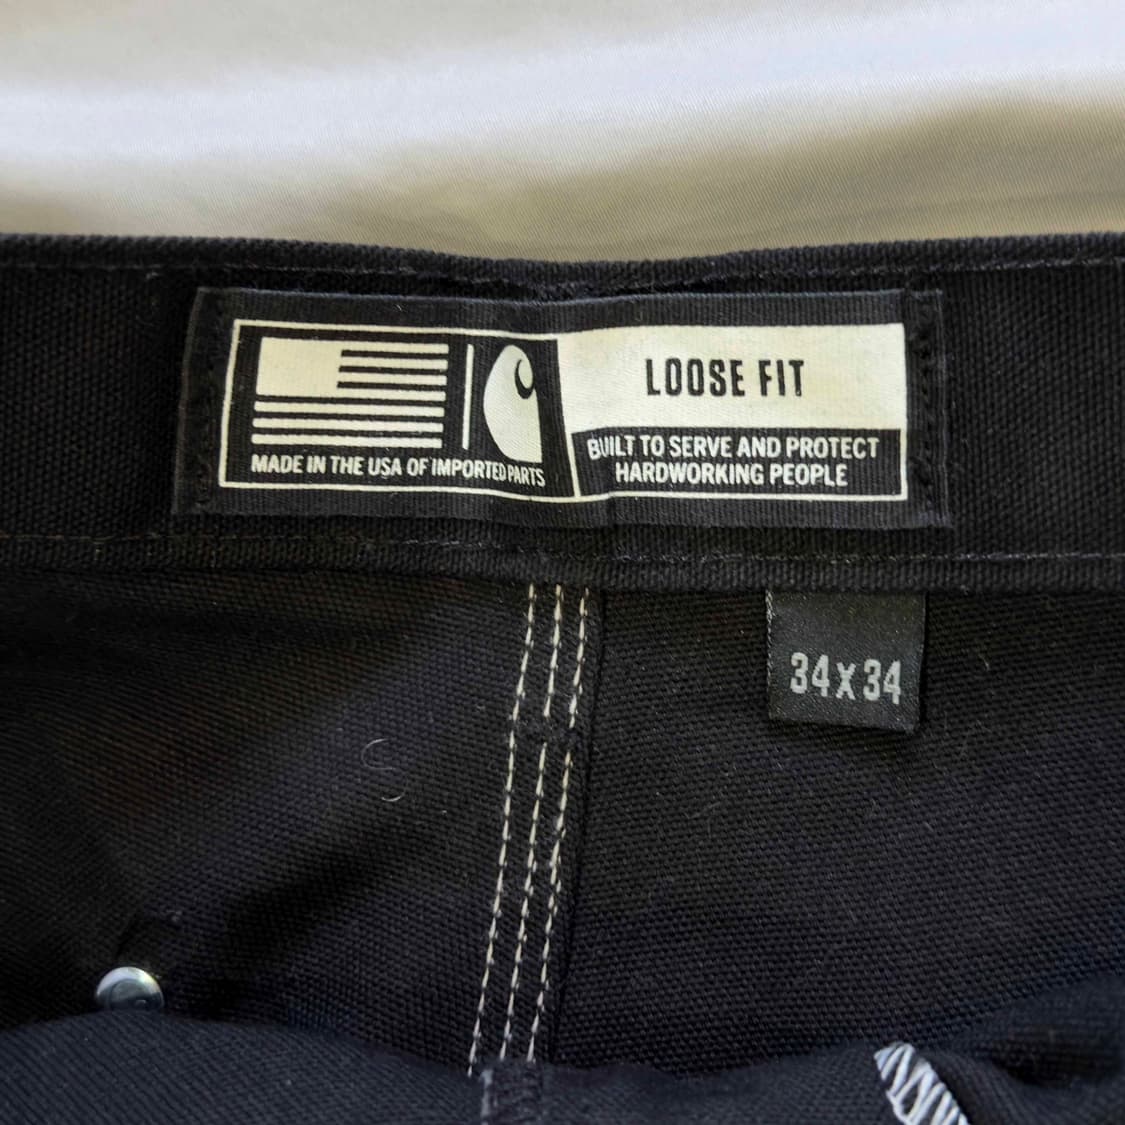 LOOSE FIT
MADE IN THE USA OF IMPORTED PARTS
BUILT TO SERVE AND PROTECT
HARDWORKING PEOPLE
34x34